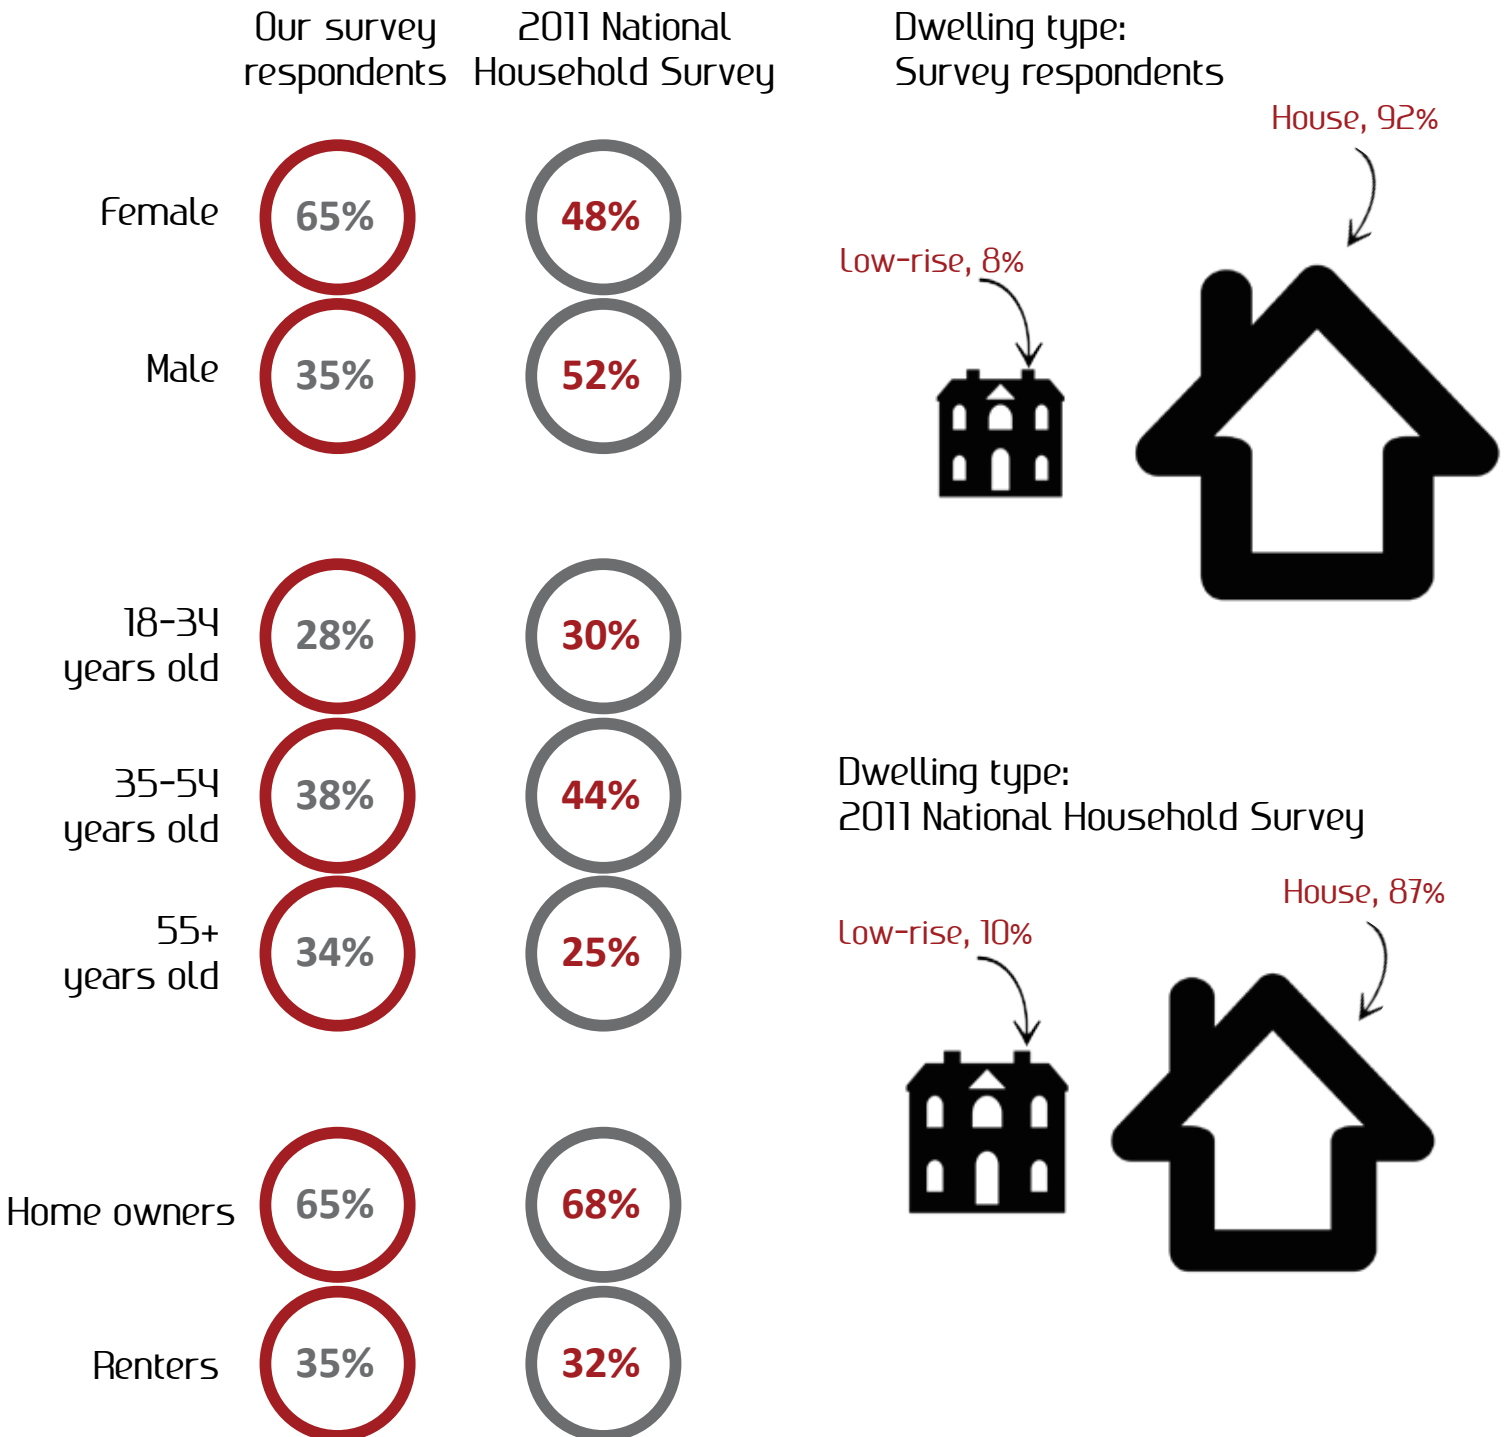 Our survey
respondents
2011 National
Household Survey
Female
65%
48%
Male
35%
52%
18-34
years old
28%
30%
35-54
years old
38%
44%
55+
years old
34%
25%
Home owners
65%
68%
Renters
35%
32%
Dwelling type:
Survey respondents
House, 92%
Low-rise, 8%
Dwelling type:
2011 National Household Survey
House, 87%
Low-rise, 10%